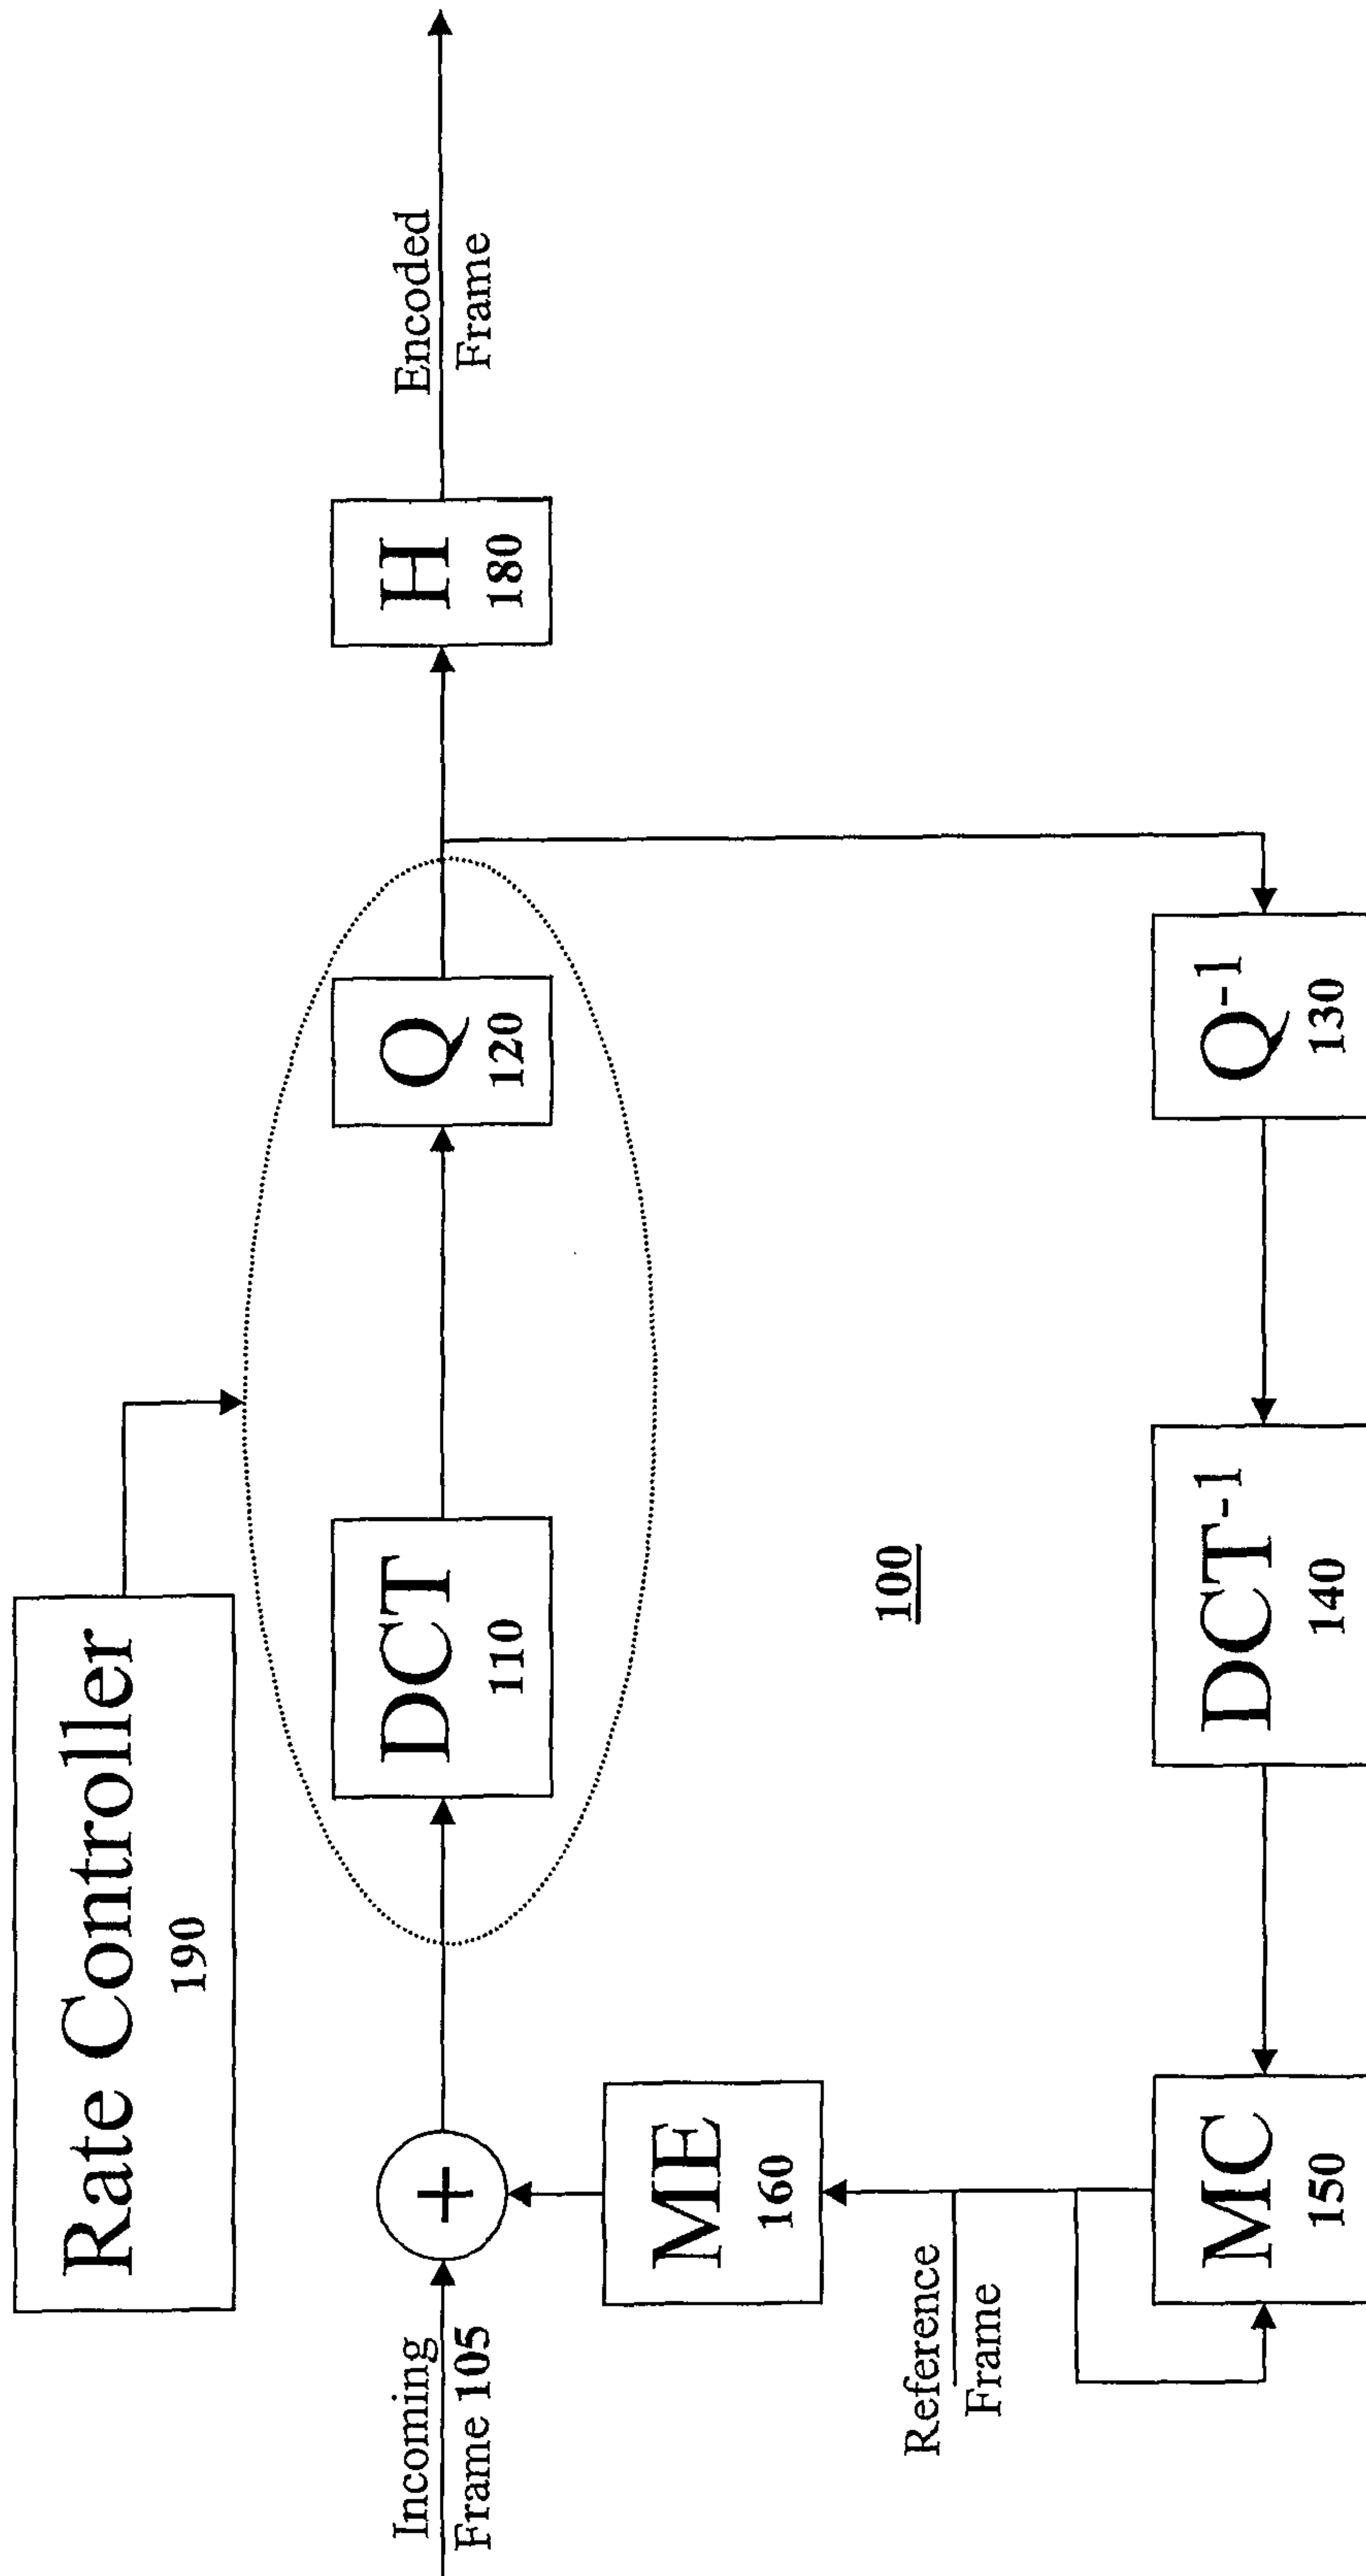 Rate Controller
190
Incoming
Frame 105
+
DCT
110
Q
120
H
180
Encoded
Frame
ME
160
Reference
Frame
100
MC
150
DCT-1
140
Q-1
130